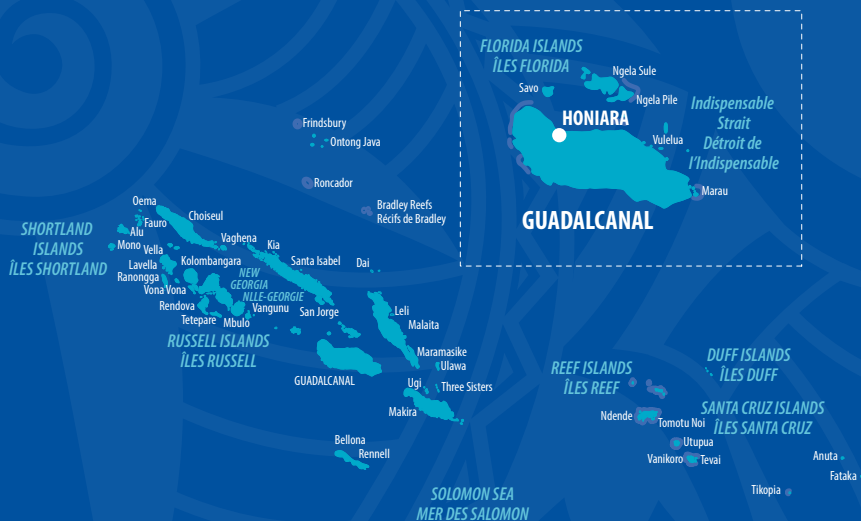 FLORIDA ISLANDS
ÎLES FLORIDA
Ngela Sule
Savo
Ngela Pile
Indispensable
Strait
Détroit de
l'Indispensable
HONIARA
Vulelua
Marau
GUADALCANAL
Frindsbury
Ontong Java
Roncador
Bradley Reefs
Récifs de Bradley
SHORTLAND
ISLANDS
ÎLES SHORTLAND
Oema
Fauro
Alu
Mono
Choiseul
Vaghena
Kia
Santa Isabel
Dai
Vella
Lavella
Kolombangara
Ranongga
Vona Vona
NEW
GEORGIA
NLLE-GEORGIE
Rendova
Tetepare
Mbulo
Vangunu
San Jorge
Leli
Malaita
RUSSELL ISLANDS
ÎLES RUSSELL
Maramasike
Ulawa
GUADALCANAL
Ugi
Three Sisters
Makira
Bellona
Rennell
REEF ISLANDS
ÎLES REEF
DUFF ISLANDS
ÎLES DUFF
SANTA CRUZ ISLANDS
ÎLES SANTA CRUZ
Ndende
Tomotu Noi
Utupua
Vanikoro
Tevai
Anuta
Fataka
Tikopia
SOLOMON SEA
MER DES SALOMON